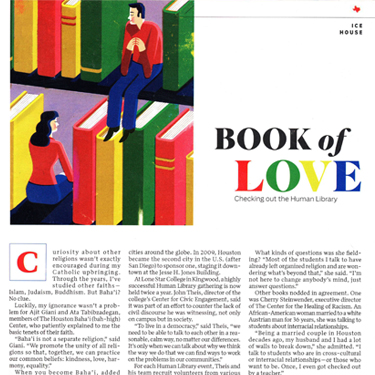 ICE
HOUSE
BOOK of
LOVE
Checking out the Human Library
Curiosity about other
religions wasn't exactly
encouraged during my
Catholic upbringing.
Through the years, I've
studied other faiths—
Islam, Judaism, Buddhism. But Baha'i?
No clue.
Luckily, my ignorance wasn't a prob-
lem for Ajit Giani and Ata Tabibnadegan,
members of The Houston Baha'i (bah-high)
Center, who patiently explained to me the
basic tenets of their faith.
"Baha'i is not a separate religion," said
Giani. "We promote the unity of all reli-
gions so that, together, we can practice
our common beliefs: kindness, love, har-
mony, equality."
When you become Baha'i, added
cities around the globe. In 2009, Houston
became the second city in the U.S. (after
San Diego) to sponsor one, staging it down-
town at the Jesse H. Jones Building.
At Lone Star College in Kingwood, a highly
successful Human Library gathering is now
held twice a year. John Theis, director of the
college's Center for Civic Engagement, said
it was part of an effort to counter the lack of
civil discourse he was witnessing, not only
on campus but in society.
"To live in a democracy," said Theis, "we
need to be able to talk to each other in a rea-
sonable, calm way, no matter our differences.
It's only when we can talk about why we think
the way we do that we can find ways to work
on the problems in our communities."
For each Human Library event, Theis and
his team recruit volunteers from various
What kinds of questions was she field-
ing? "Most of the students I talk to have
already left organised religion and are won-
dering what's beyond that," she said. "I'm
not here to change anybody's mind, just
answer questions."
Other books nodded in agreement. One
was Cherry Steinwender, executive director
of The Center for the Healing of Racism. An
African-American woman married to a white
Austrian man for 36 years, she was talking to
students about interracial relationships.
"Being a married couple in Houston
decades ago, my husband and I had a lot
of walls to break down," she admitted. "I
talk to students who are in cross-cultural
or interracial relationships or those who
want to be. Once, I even got checked out
by a teacher."